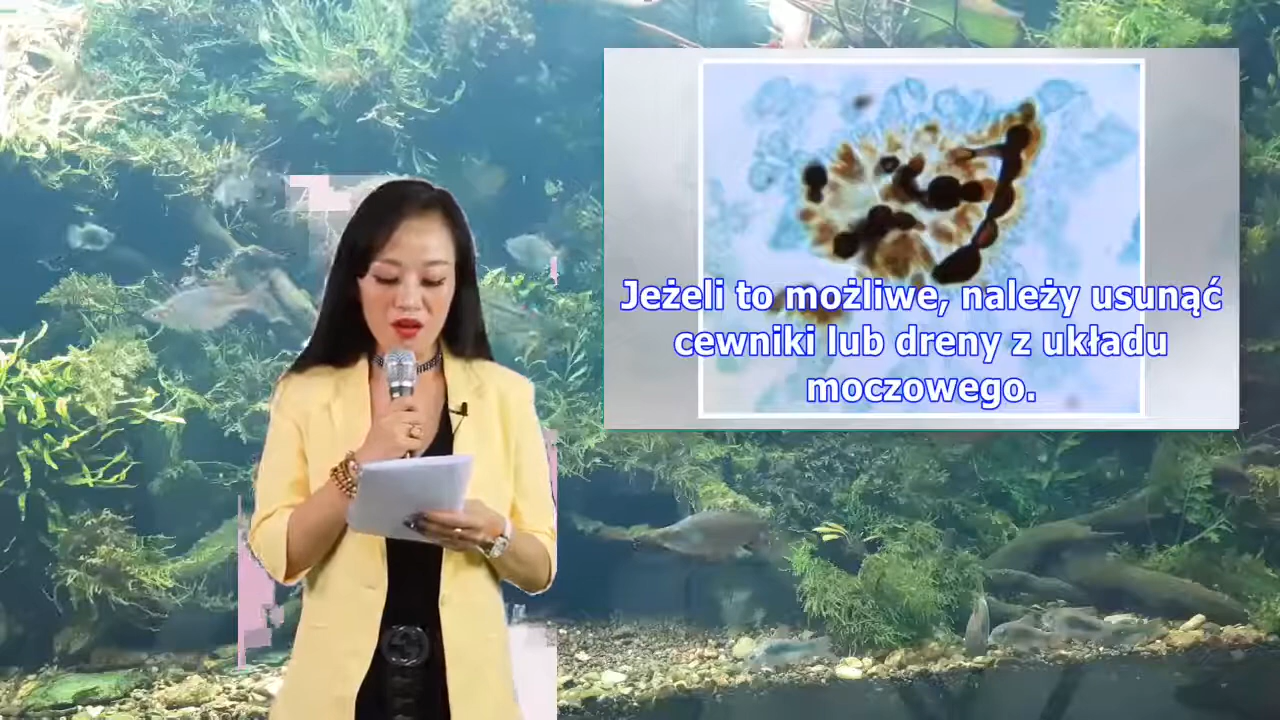 Jeżeli to możliwe, należy usunąć
cewniki lub dreny z układu
moczowego.